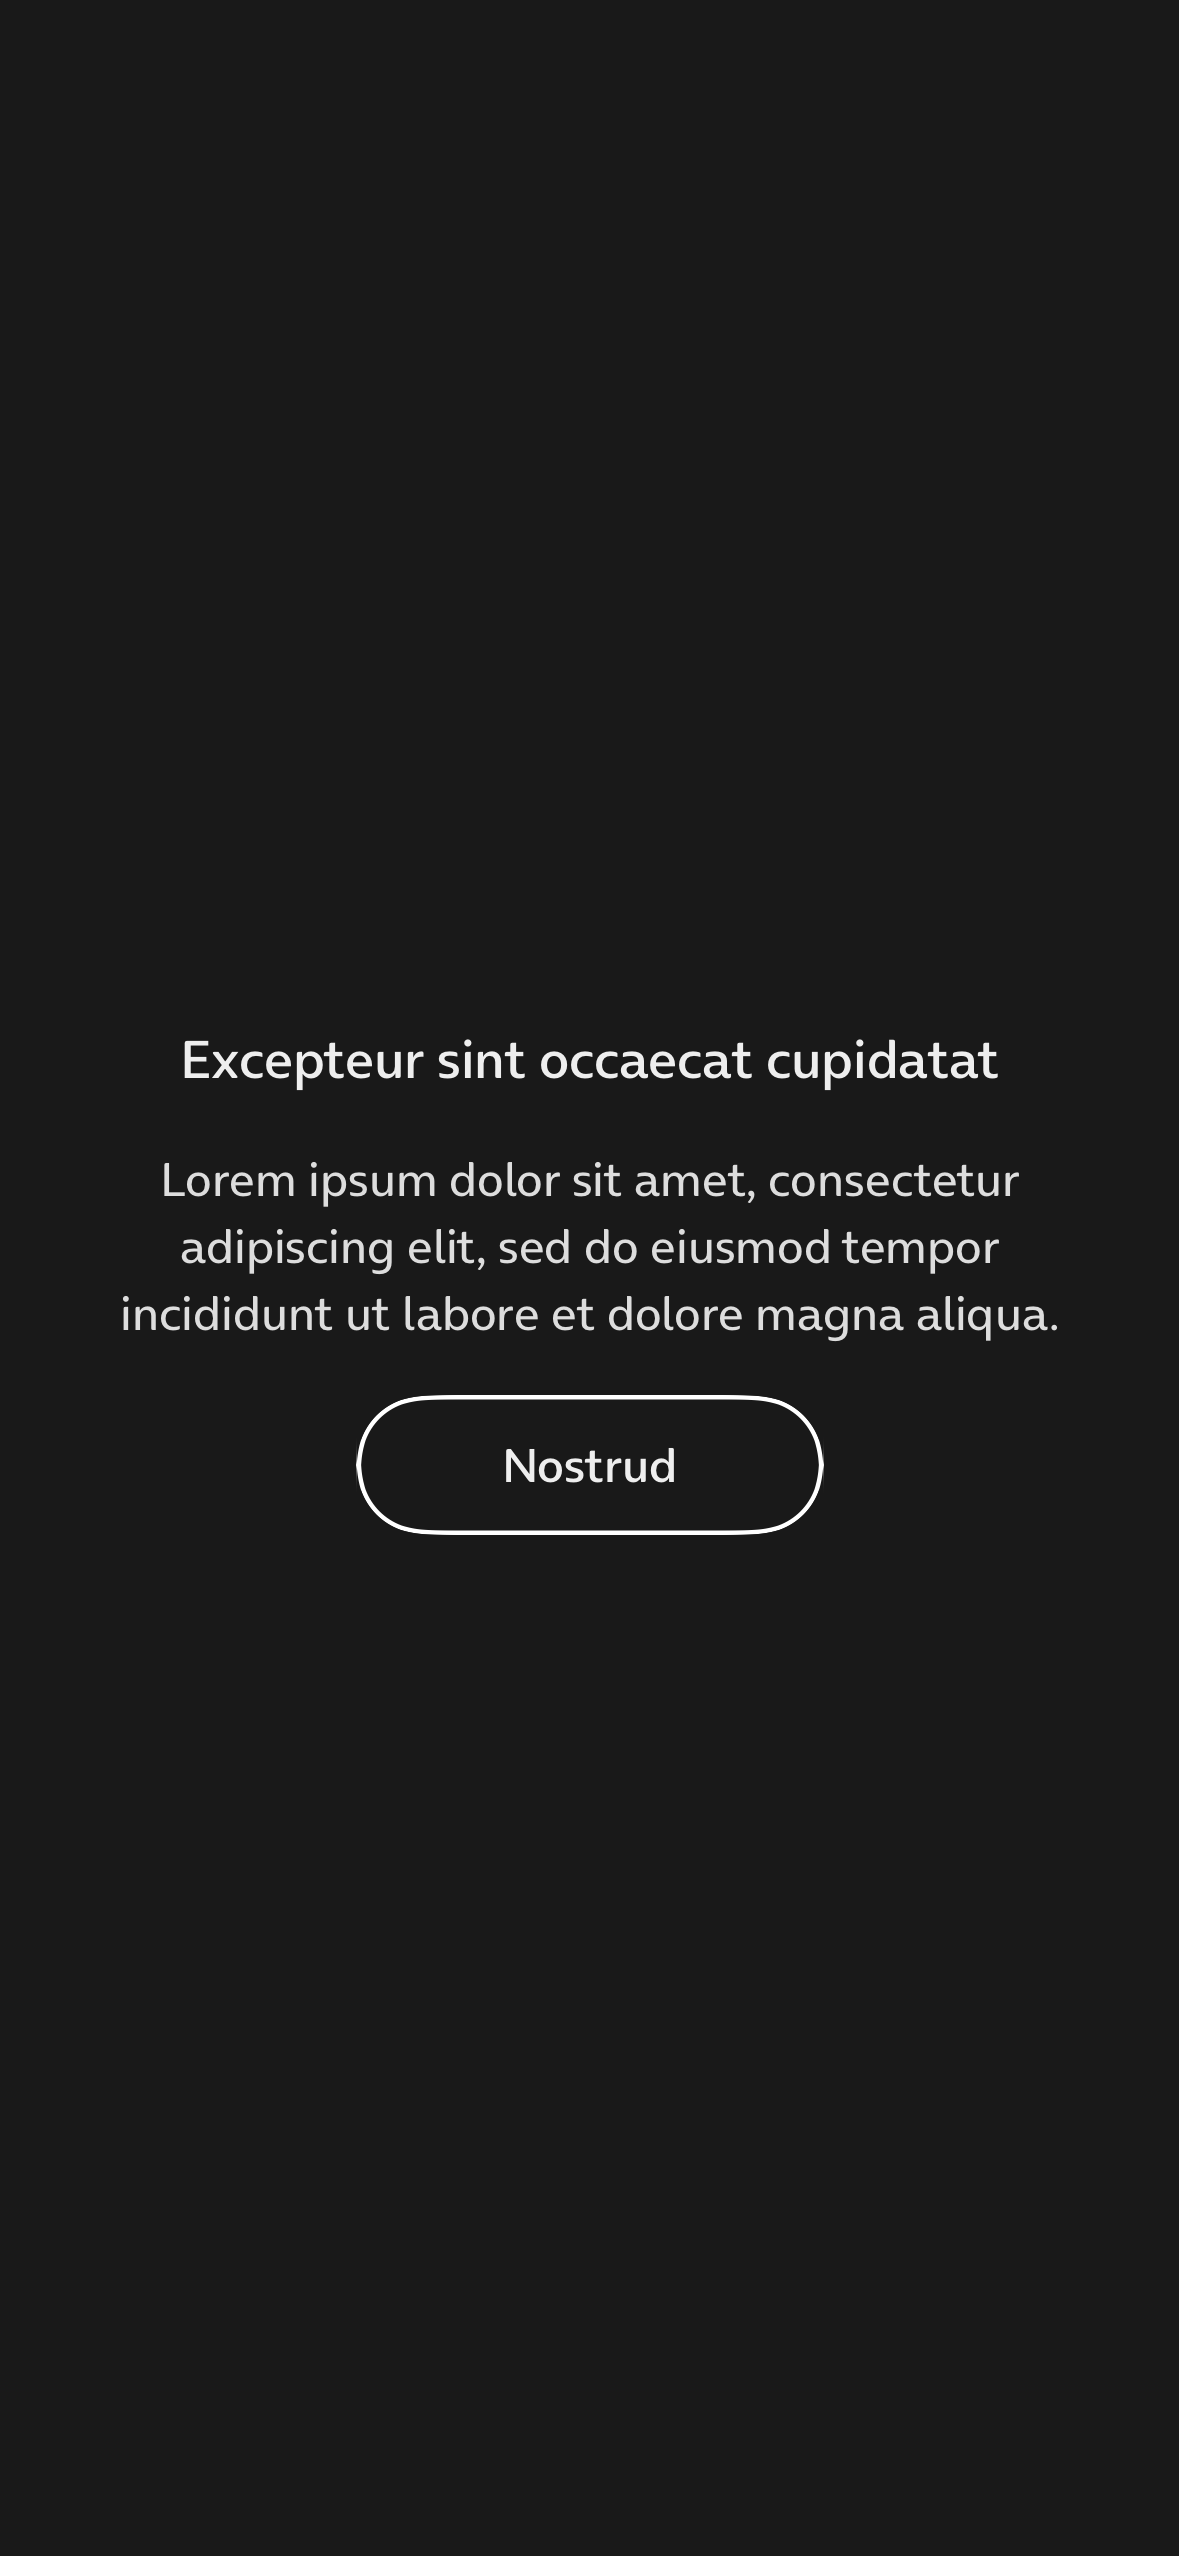 Excepteur sint occaecat cupidatat
Lorem ipsum dolor sit amet, consectetur
adipiscing elit, sed do eiusmod tempor
incididunt ut labore et dolore magna aliqua.
Nostrud